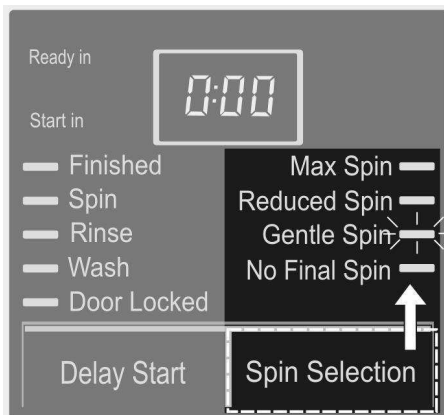 Ready in
0:00
Start in
Finished
Spin
Rinse
Wash
Door Locked
Max Spin
Reduced Spin
Gentle Spin
No Final Spin
Delay Start
Spin Selection